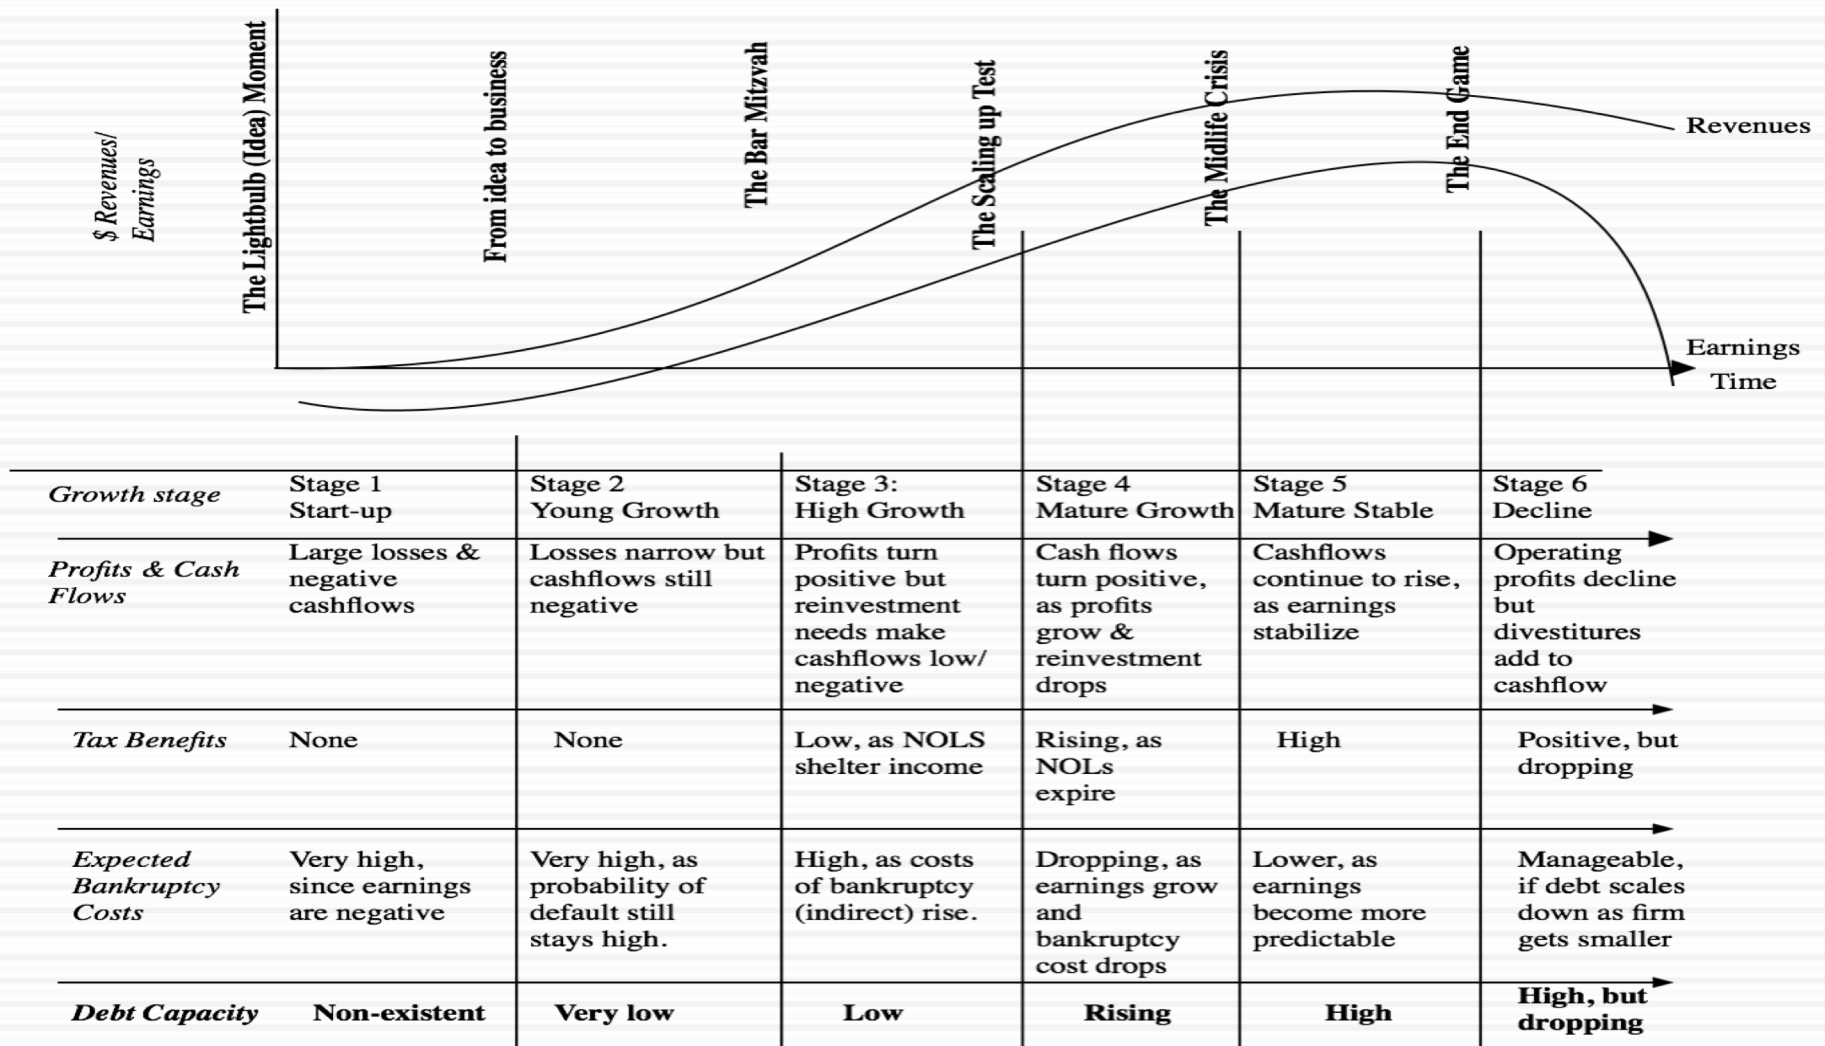 $ Revenues/
Earnings
The Lightbulb (Idea) Moment
From idea to business
The Bar Mitzvah
The Scaling up Test
The Midlife Crisis
The End Game
Revenues
Earnings
Time
Growth stage
Stage 1
Start-up
Stage 2
Young Growth
Stage 3:
High Growth
Stage 4
Mature Growth
Stage 5
Mature Stable
Stage 6
Decline
Profits & Cash
Flows
Large losses &
negative
cashflows
Losses narrow but
cashflows still
negative
Profits turn
positive but
reinvestment
needs make
cashflows low/
negative
Cash flows
turn positive,
as profits
grow &
reinvestment
drops
Cashflows
continue to rise,
as earnings
stabilize
Operating
profits decline
but
divestitures
add to
cashflow
Tax Benefits
None
None
Low, as NOLS
shelter income
Rising, as
NOLs
expire
High
Positive, but
dropping
Expected
Bankruptcy
Costs
Very high,
since earnings
are negative
Very high, as
probability of
default still
stays high.
High, as costs
of bankruptcy
(indirect) rise.
Dropping, as
earnings grow
and
bankruptcy
cost drops
Lower, as
earnings
become more
predictable
Manageable,
if debt scales
down as firm
gets smaller
Debt Capacity
Non-existent
Very low
Low
Rising
High
High, but
dropping